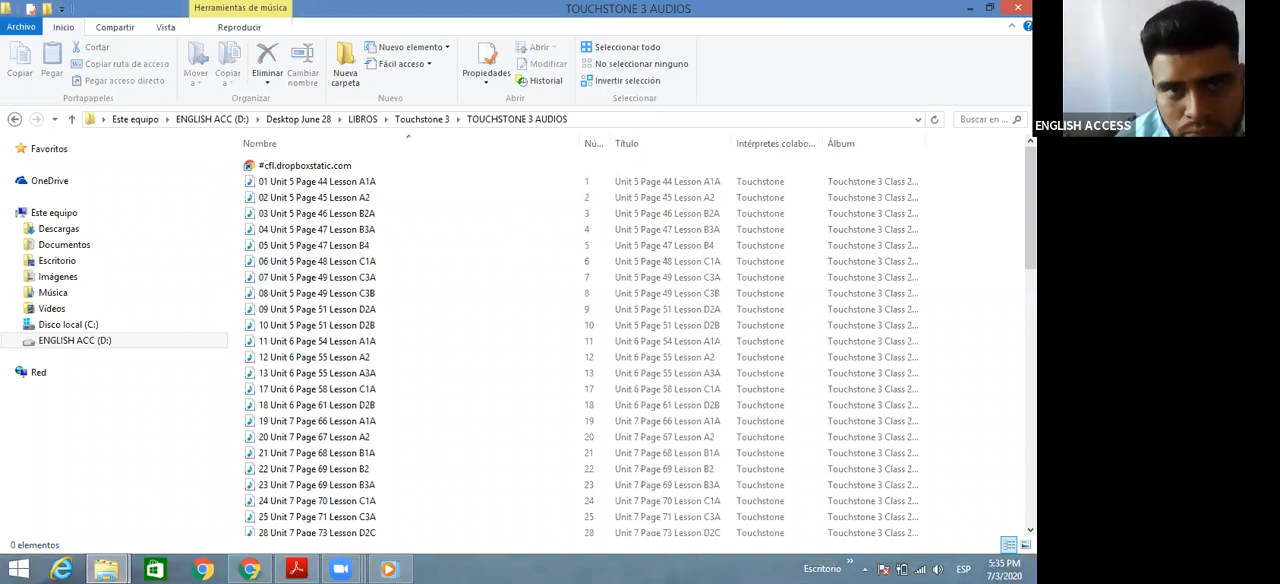 Herramientas de música
TOUCHSTONE 3 AUDIOS
Archivo Inicio Compartir Vista Reproducir
Copiar Pegar Cortar Copiar ruta de acceso Pegar acceso directo
Portapapeles
Mover a Copiar a Eliminar Cambiar nombre
Organizar
Nueva carpeta Nuevo elemento Fácil acceso
Nuevo
Propiedades Abrir Modificar Historial
Abrir
Seleccionar todo No seleccionar ninguno Invertir selección
Seleccionar
ENGLISH ACCESS
Este equipo ENGLISH ACC (D:) Desktop June 28 LIBROS Touchstone 3 TOUCHSTONE 3 AUDIOS Buscar en ...
Favoritos
OneDrive
Este equipo
Descargas
Documentos
Escritorio
Imágenes
Música
Vídeos
Disco local (C:)
ENGLISH ACC (D:)
Red
Nombre Nú... Título Intérpretes colabo... Álbum
#cfl.dropboxstatic.com
01 Unit 5 Page 44 Lesson A1A 1 Unit 5 Page 44 Lesson A1A Touchstone Touchstone 3 Class 2...
02 Unit 5 Page 45 Lesson A2 2 Unit 5 Page 45 Lesson A2 Touchstone Touchstone 3 Class 2...
03 Unit 5 Page 46 Lesson B2A 3 Unit 5 Page 46 Lesson B2A Touchstone Touchstone 3 Class 2...
04 Unit 5 Page 47 Lesson B3A 4 Unit 5 Page 47 Lesson B3A Touchstone Touchstone 3 Class 2...
05 Unit 5 Page 47 Lesson B4 5 Unit 5 Page 47 Lesson B4 Touchstone Touchstone 3 Class 2...
06 Unit 5 Page 48 Lesson C1A 6 Unit 5 Page 48 Lesson C1A Touchstone Touchstone 3 Class 2...
07 Unit 5 Page 49 Lesson C3A 7 Unit 5 Page 49 Lesson C3A Touchstone Touchstone 3 Class 2...
08 Unit 5 Page 49 Lesson C3B 8 Unit 5 Page 49 Lesson C3B Touchstone Touchstone 3 Class 2...
09 Unit 5 Page 51 Lesson D2A 9 Unit 5 Page 51 Lesson D2A Touchstone Touchstone 3 Class 2...
10 Unit 5 Page 51 Lesson D2B 10 Unit 5 Page 51 Lesson D2B Touchstone Touchstone 3 Class 2...
11 Unit 6 Page 54 Lesson A1A 11 Unit 6 Page 54 Lesson A1A Touchstone Touchstone 3 Class 2...
12 Unit 6 Page 55 Lesson A2 12 Unit 6 Page 55 Lesson A2 Touchstone Touchstone 3 Class 2...
13 Unit 6 Page 55 Lesson A3A 13 Unit 6 Page 55 Lesson A3A Touchstone Touchstone 3 Class 2...
17 Unit 6 Page 58 Lesson C1A 17 Unit 6 Page 58 Lesson C1A Touchstone Touchstone 3 Class 2...
18 Unit 6 Page 61 Lesson D2B 18 Unit 6 Page 61 Lesson D2B Touchstone Touchstone 3 Class 2...
19 Unit 7 Page 66 Lesson A1A 19 Unit 7 Page 66 Lesson A1A Touchstone Touchstone 3 Class 2...
20 Unit 7 Page 67 Lesson A2 20 Unit 7 Page 67 Lesson A2 Touchstone Touchstone 3 Class 2...
21 Unit 7 Page 68 Lesson B1A 21 Unit 7 Page 68 Lesson B1A Touchstone Touchstone 3 Class 2...
22 Unit 7 Page 69 Lesson B2 22 Unit 7 Page 69 Lesson B2 Touchstone Touchstone 3 Class 2...
23 Unit 7 Page 69 Lesson B3A 23 Unit 7 Page 69 Lesson B3A Touchstone Touchstone 3 Class 2...
24 Unit 7 Page 70 Lesson C1A 24 Unit 7 Page 70 Lesson C1A Touchstone Touchstone 3 Class 2...
25 Unit 7 Page 71 Lesson C3A 25 Unit 7 Page 71 Lesson C3A Touchstone Touchstone 3 Class 2...
28 Unit 7 Page 73 Lesson D2C 28 Unit 7 Page 73 Lesson D2C Touchstone Touchstone 3 Class 2...
0 elementos
Escritorio ESP 5:35 PM
7/3/2020